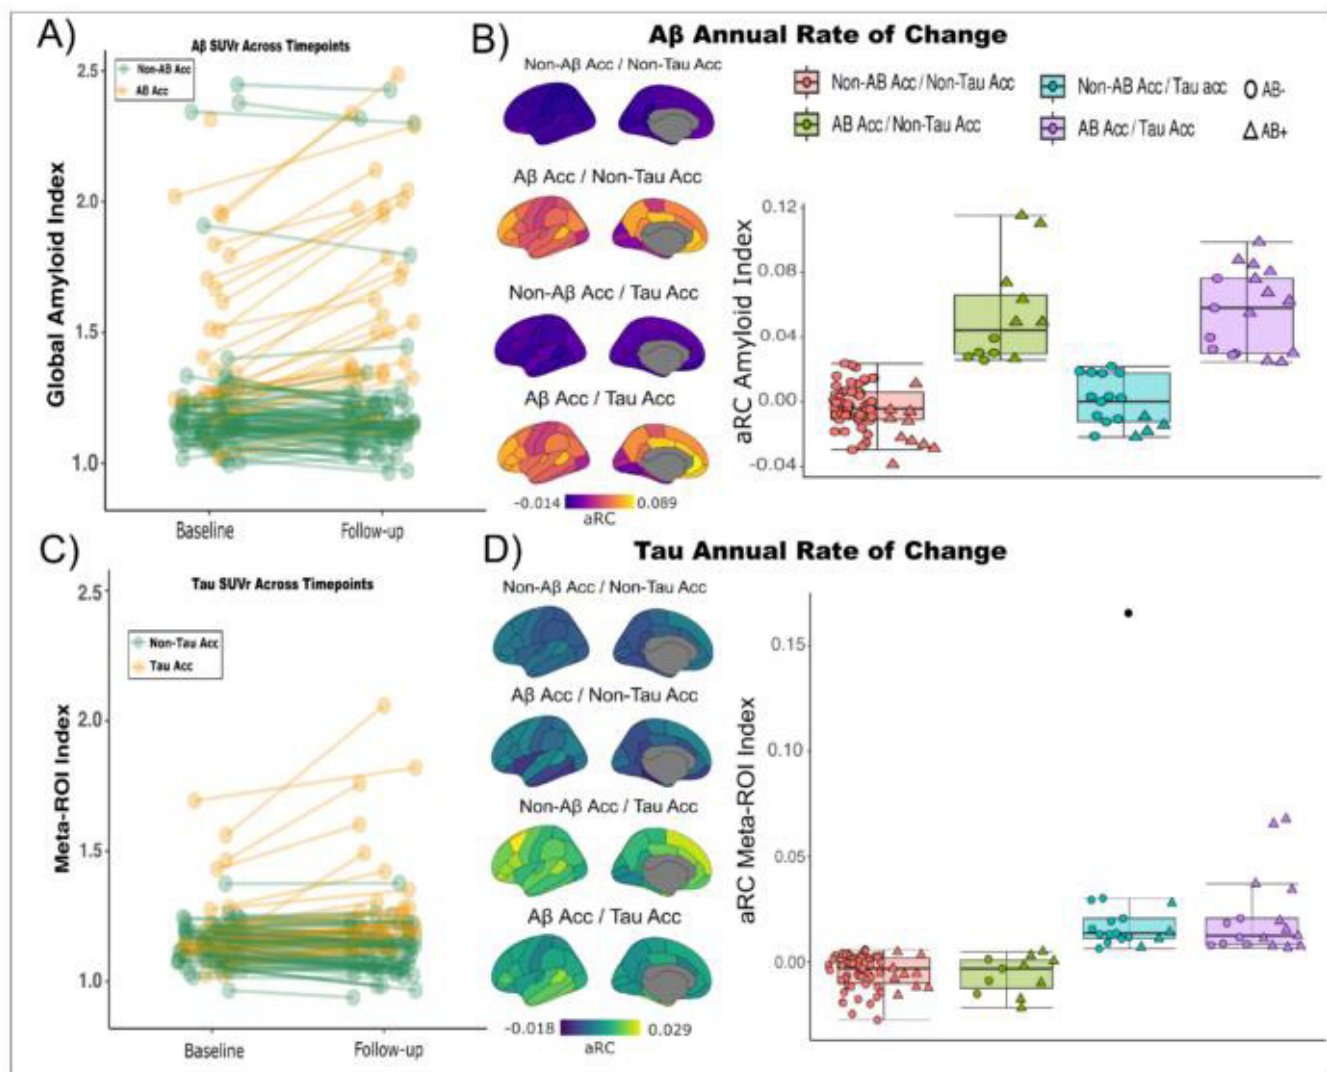 A)
Aβ SUVr Across Timepoints
Non-AB Acc
AB Acc
Global Amyloid Index
2.5
2.0
1.5
1.0
Baseline
Follow-up
B)
Aβ Annual Rate of Change
Non-Aβ Acc / Non-Tau Acc
Aβ Acc / Non-Tau Acc
Non-Aβ Acc / Tau Acc
Aβ Acc / Tau Acc
-0.014
0.089
aRC
Non-AB Acc / Non-Tau Acc
AB Acc / Non-Tau Acc
Non-AB Acc / Tau acc
AB Acc / Tau Acc
AB-
AB+
aRC Amyloid Index
0.12
0.08
0.04
0.00
-0.04
C)
Tau SUVr Across Timepoints
Non-Tau Acc
Tau Acc
Meta-ROI Index
2.5
2.0
1.5
1.0
Baseline
Follow-up
D)
Tau Annual Rate of Change
Non-Aβ Acc / Non-Tau Acc
Aβ Acc / Non-Tau Acc
Non-Aβ Acc / Tau Acc
Aβ Acc / Tau Acc
-0.018
0.029
aRC
aRC Meta-ROI Index
0.15
0.10
0.05
0.00